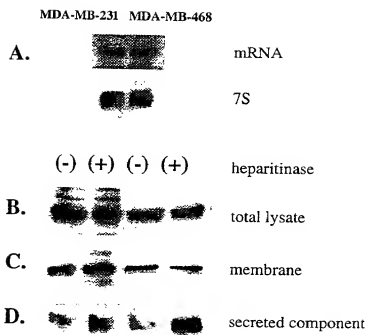 MDA-MB-231 MDA-MB-468
A. mRNA
7S
(-) (+) (-) (+) heparitinase
B. total lysate
C. membrane
D. secreted component